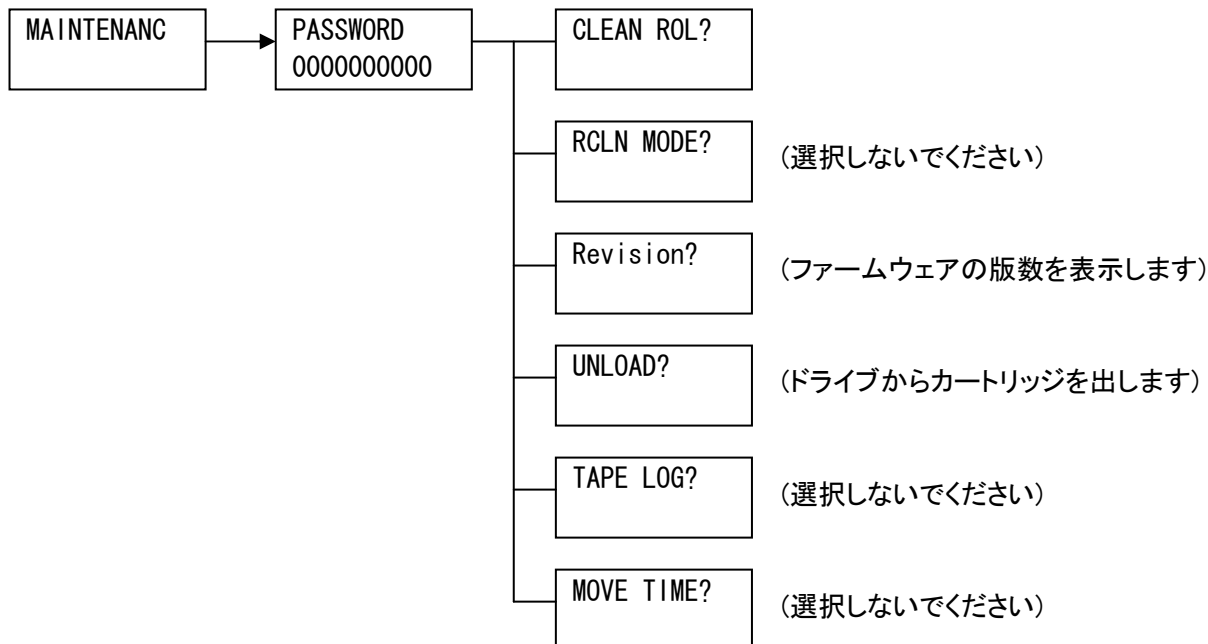 MAINTENANC
PASSWORD
0000000000
CLEAN ROL?
RCLN MODE?
(選択しないでください)
Revision?
(ファームウェアの版数を表示します)
UNLOAD?
(ドライブからカートリッジを出します)
TAPE LOG?
(選択しないでください)
MOVE TIME?
(選択しないでください)